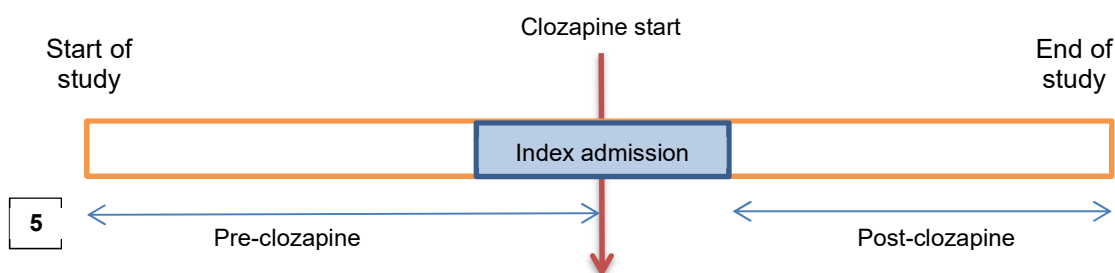 Clozapine start
Start of
study
End of
study
Index admission
5
Pre-clozapine
Post-clozapine